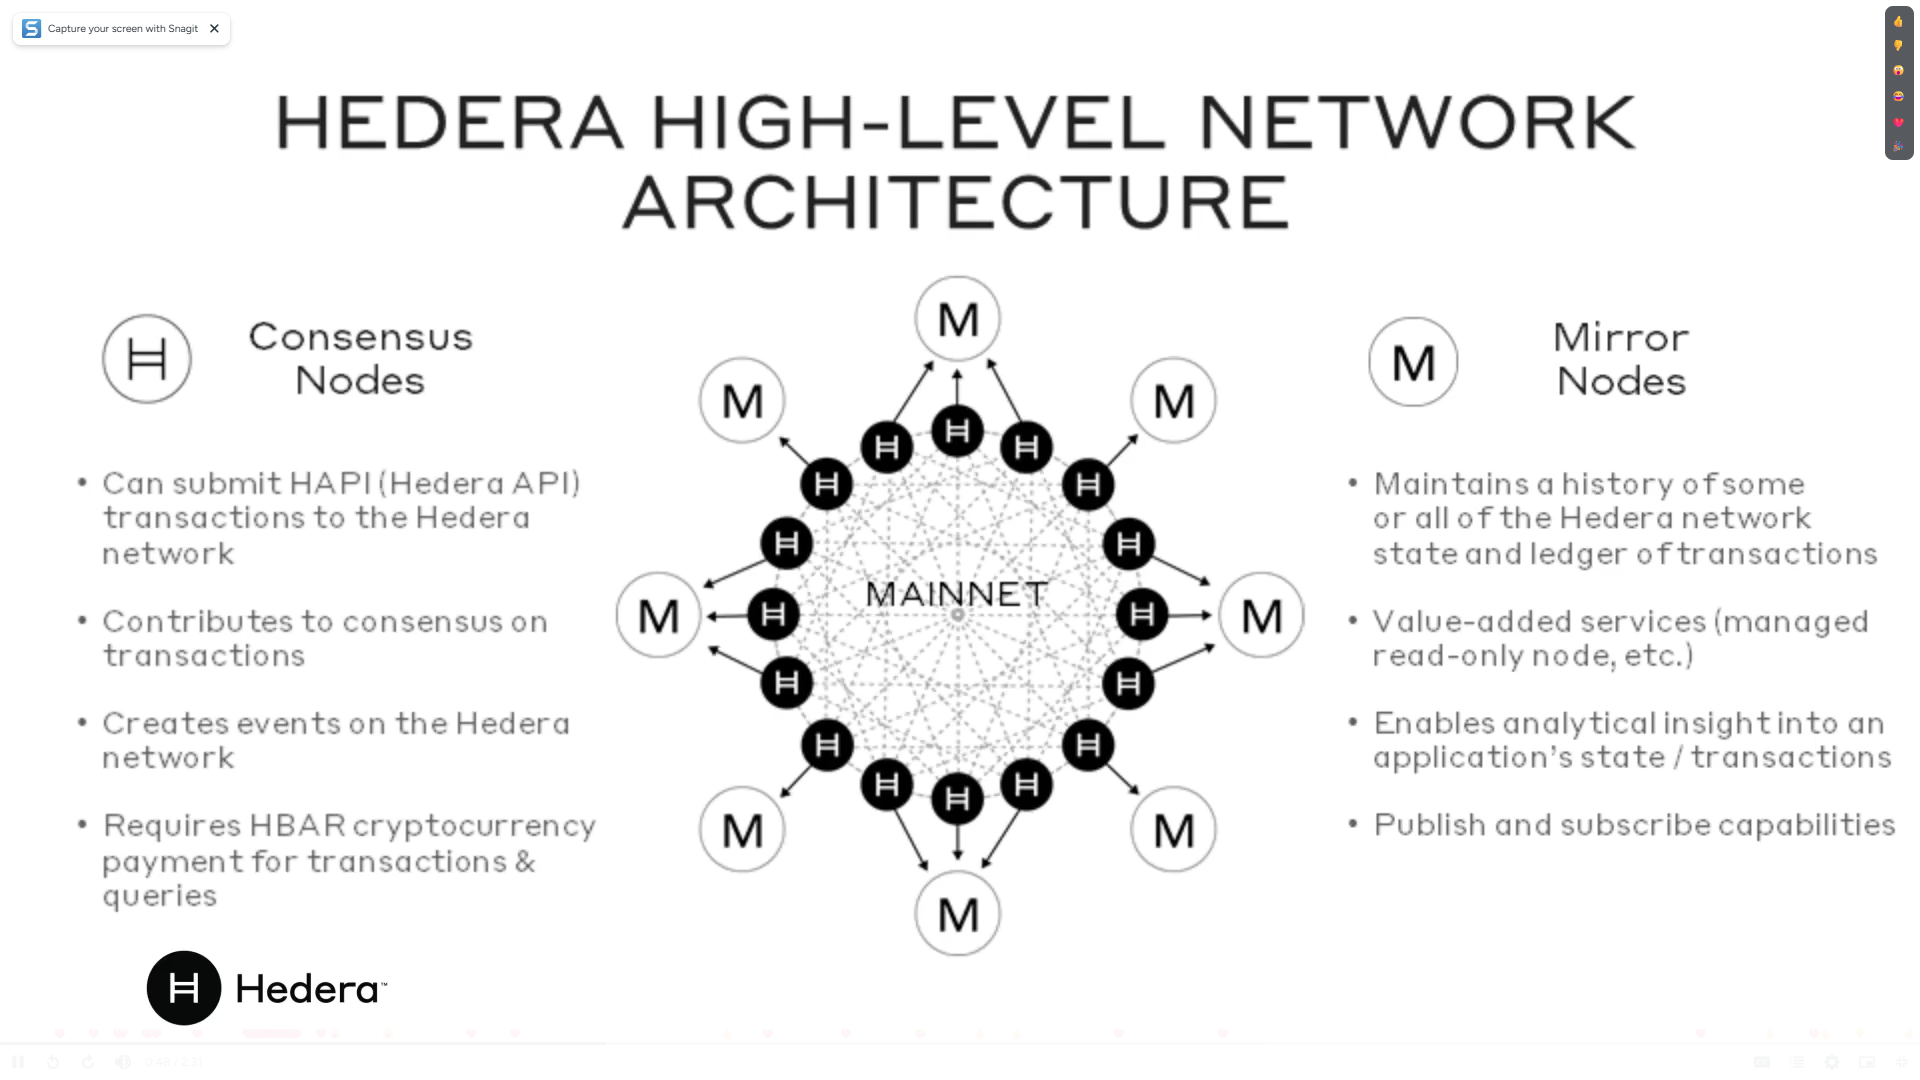 Capture your screen with Snagit
HEDERA HIGH-LEVEL NETWORK
ARCHITECTURE
H
Consensus
Nodes
• Can submit HAPI (Hedera API)
transactions to the Hedera
network
• Contributes to consensus on
transactions
• Creates events on the Hedera
network
• Requires HBAR cryptocurrency
payment for transactions &
queries
M
M
M
H
H
H
H
H
H
H
MAINNET
M
H
H
M
H
H
H
H
H
H
H
M
M
M
M
Mirror
Nodes
• Maintains a history of some
or all of the Hedera network
state and ledger of transactions
• Value-added services (managed
read-only node, etc.)
• Enables analytical insight into an
application's state / transactions
• Publish and subscribe capabilities
H Hedera™
0:48 / 2:31